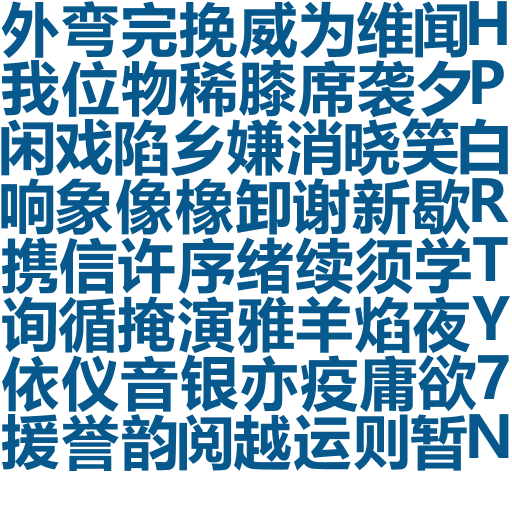 外弯完挽威为维闻H
我位物稀膝席袭夕P
闲戏陷乡嫌消晓笑白
响象像橡卸谢新歇R
携信许序绪续须学T
询循掩演雅羊焰夜Y
依仪音银亦疫庸欲7
援誉韵阅越运则暂N